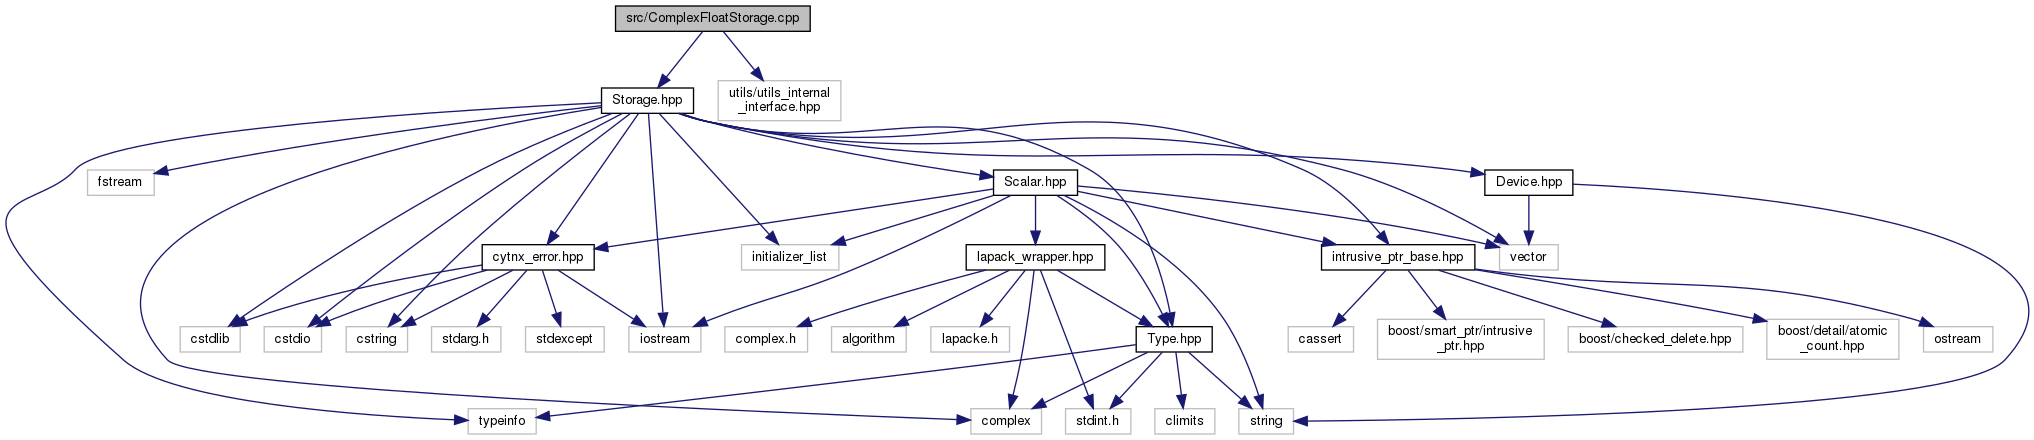 src/ComplexFloatStorage.cpp
Storage.hpp
utils/utils_internal
_interface.hpp
fstream
Scalar.hpp
Device.hpp
cytnx_error.hpp
initializer_list
lapack_wrapper.hpp
intrusive_ptr_base.hpp
vector
cstdlib
cstdio
cstring
stdarg.h
stdexcept
iostream
complex.h
algorithm
lapacke.h
Type.hpp
cassert
boost/smart_ptr/intrusive
_ptr.hpp
boost/checked_delete.hpp
boost/detail/atomic
_count.hpp
ostream
typeinfo
complex
stdint.h
climits
string